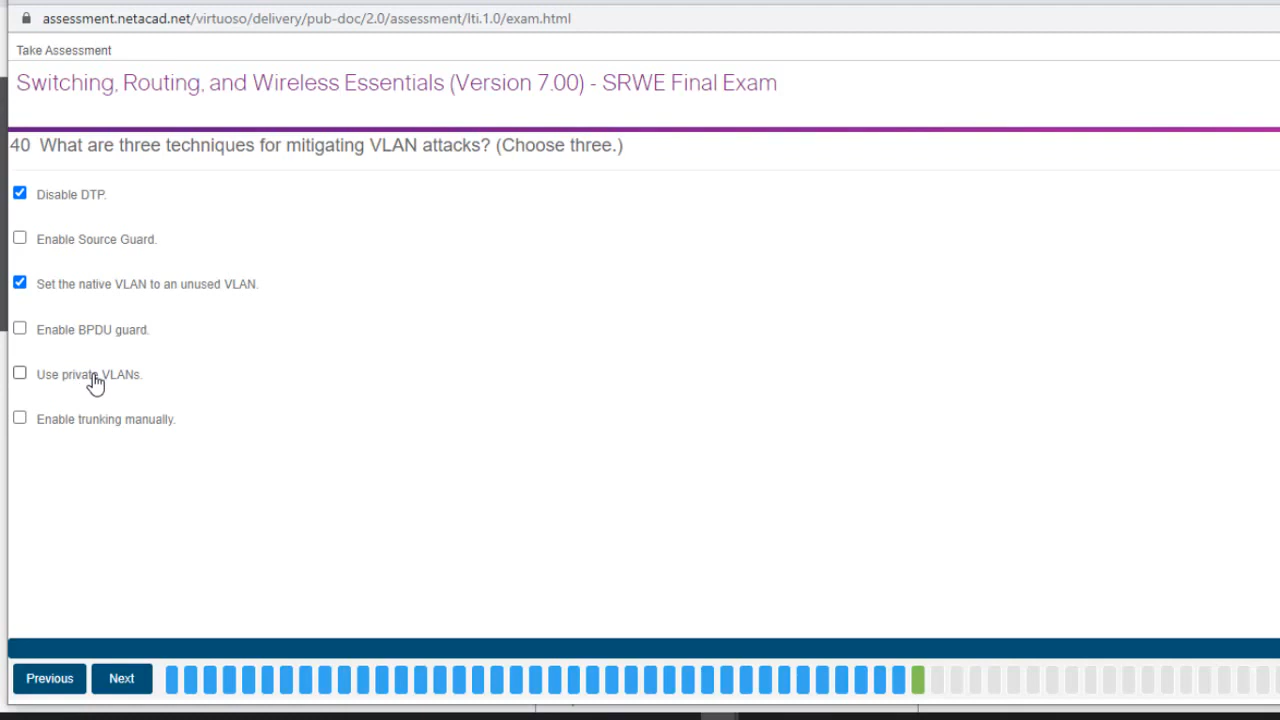 assessment.netacad.net/virtuoso/delivery/pub-doc/2.0/assessment/lti.1.0/exam.html
Take Assessment
Switching, Routing, and Wireless Essentials (Version 7.00) - SRWE Final Exam
40 What are three techniques for mitigating VLAN attacks? (Choose three.)
Disable DTP.
Enable Source Guard.
Set the native VLAN to an unused VLAN.
Enable BPDU guard.
Use private VLANs.
Enable trunking manually.
Previous Next